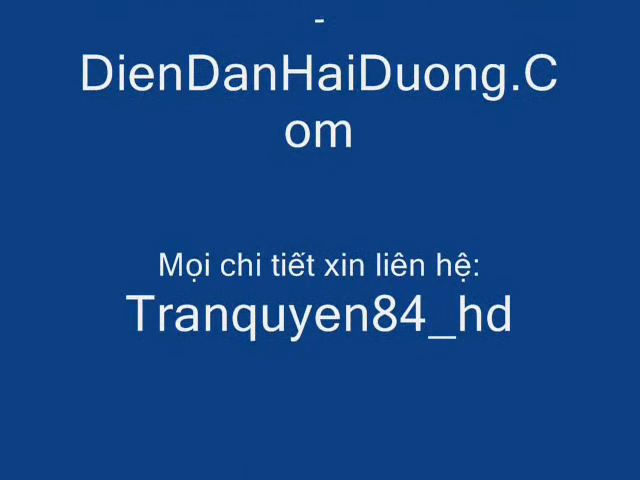 -
DienDanHaiDuong.C
om
Mọi chi tiết xin liên hệ:
Tranquyen84_hd